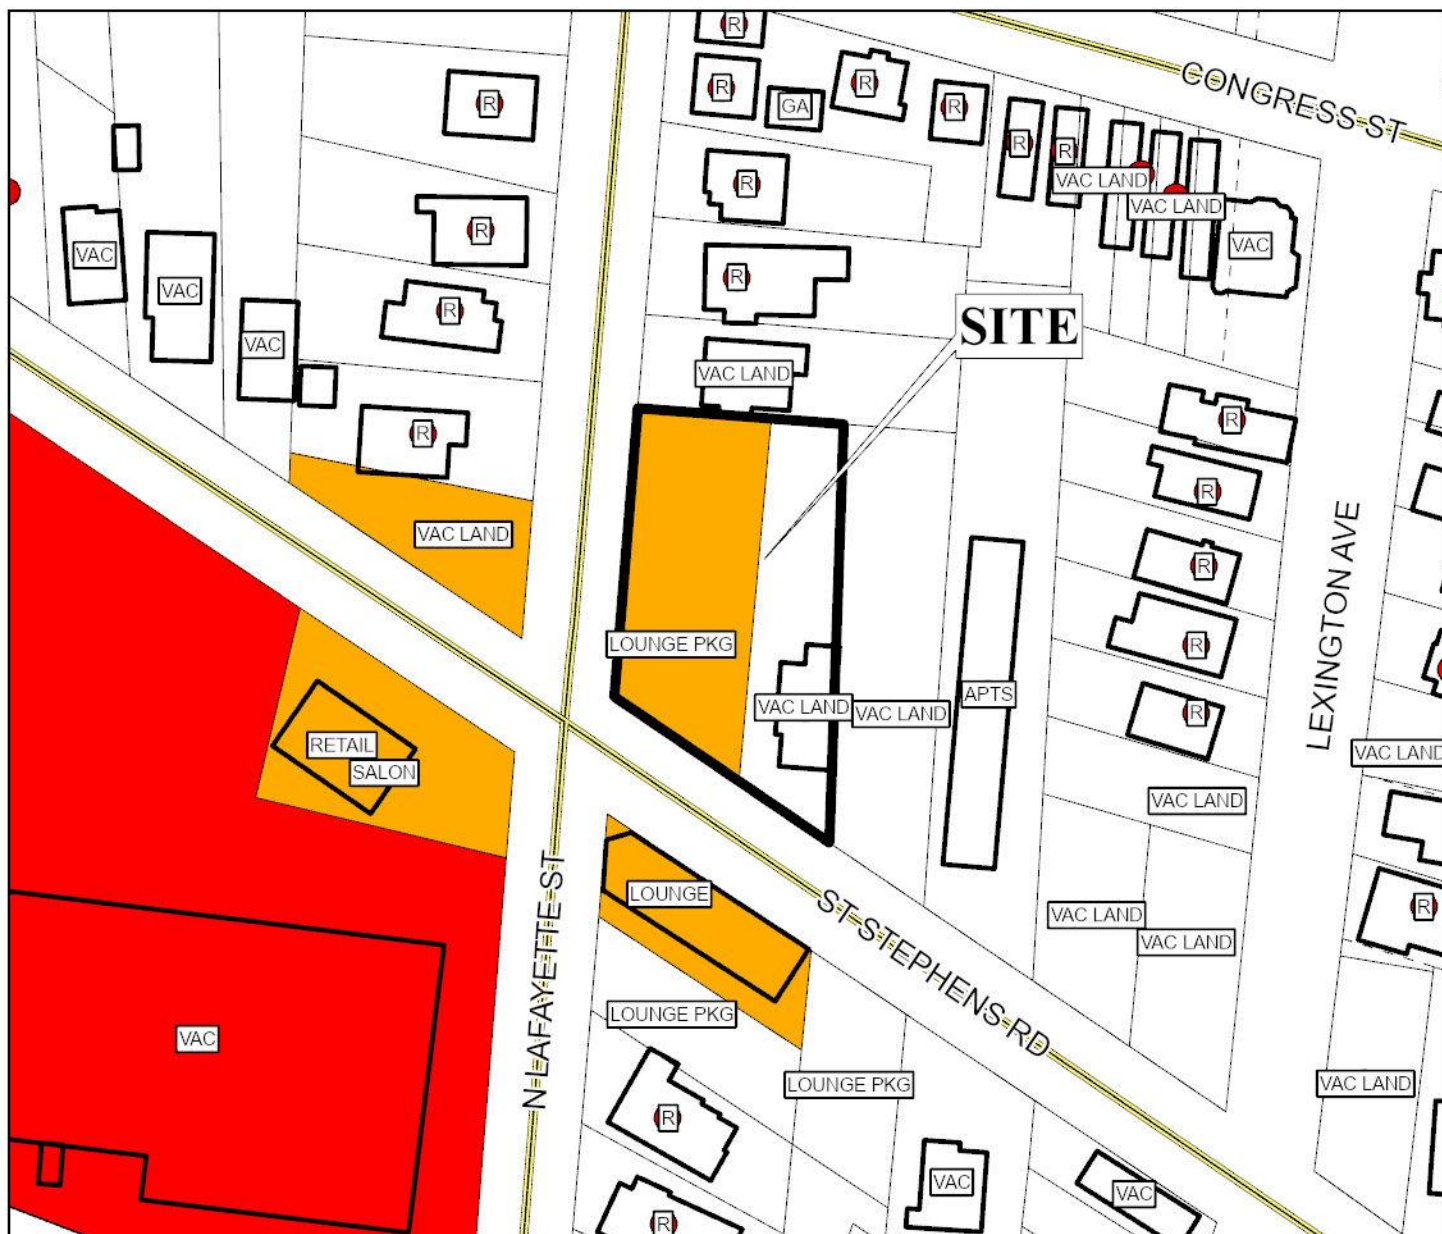 R
R
GA
R
R
R
R
R
R
CONGRESS ST
VAC LAND
VAC LAND
R
R
VAC
VAC
VAC
R
R
VAC
SITE
VAC LAND
R
R
R
VAC LAND
R
R
LEXINGTON AVE
LOUNGE PKG
R
VAC LAND
VAC LAND
APTS
R
RETAIL
SALON
VAC LAND
VAC LAND
LOUNGE
N LAFAYETTE ST
ST STEPHENS RD
VAC LAND
VAC LAND
R
LOUNGE PKG
VAC
LOUNGE PKG
VAC LAND
R
VAC
VAC
R